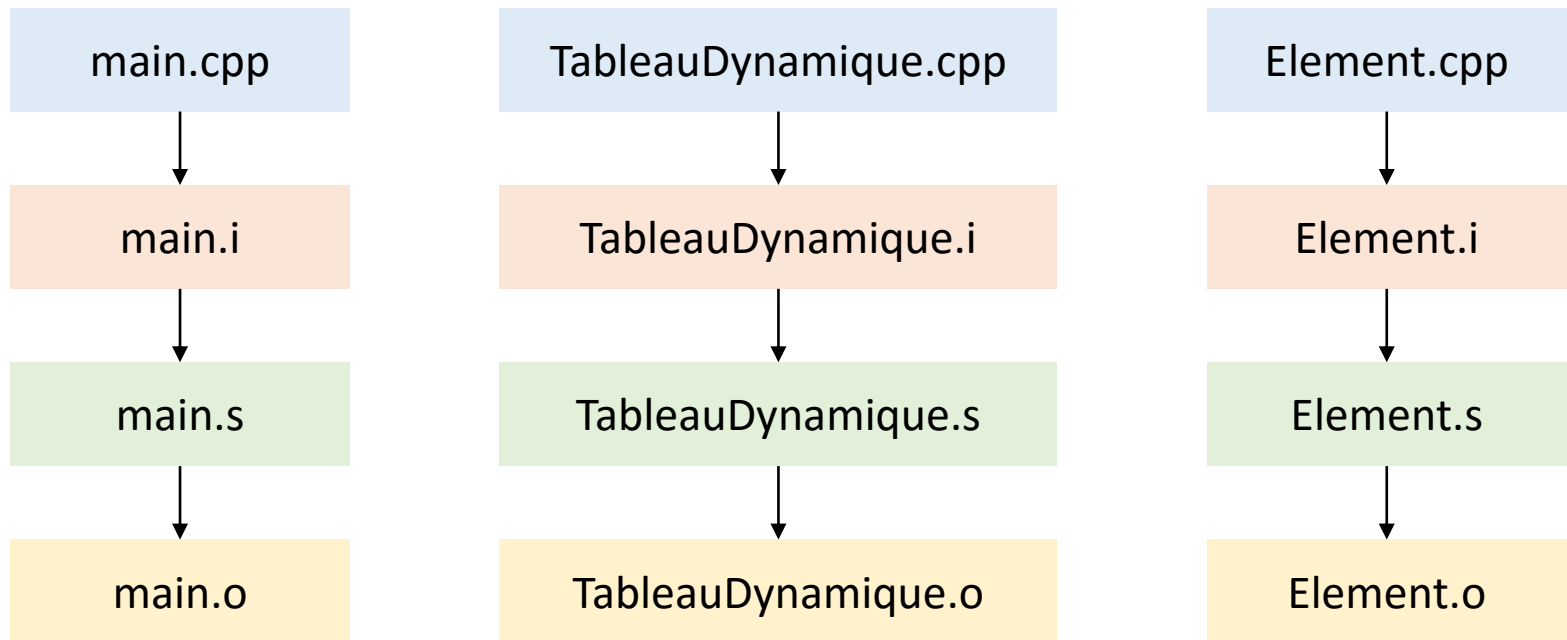 main.cpp
TableauDynamique.cpp
Element.cpp
main.i
TableauDynamique.i
Element.i
main.s
TableauDynamique.s
Element.s
main.o
TableauDynamique.o
Element.o